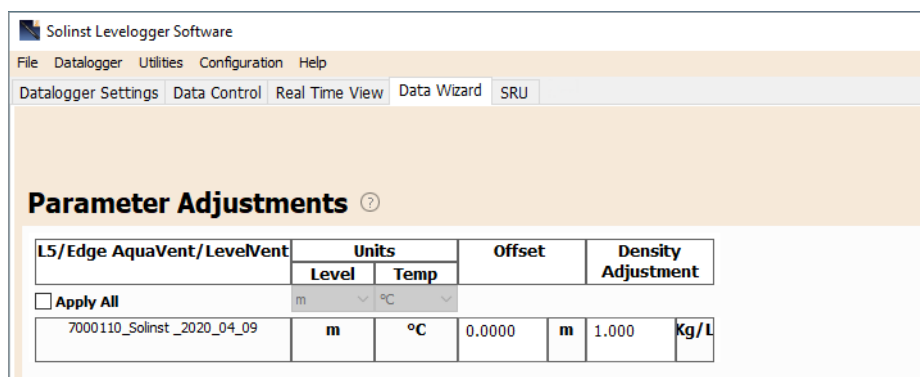 Solinst Levelogger Software
File Datalogger Utilities Configuration Help
Datalogger Settings Data Control Real Time View Data Wizard SRU
Parameter Adjustments ?
L5/Edge AquaVent/LevelVent Units Offset Density Adjustment
Level Temp
Apply All m °C
7000110_Solinst _2020_04_09 m °C 0.0000 m 1.000 Kg/L